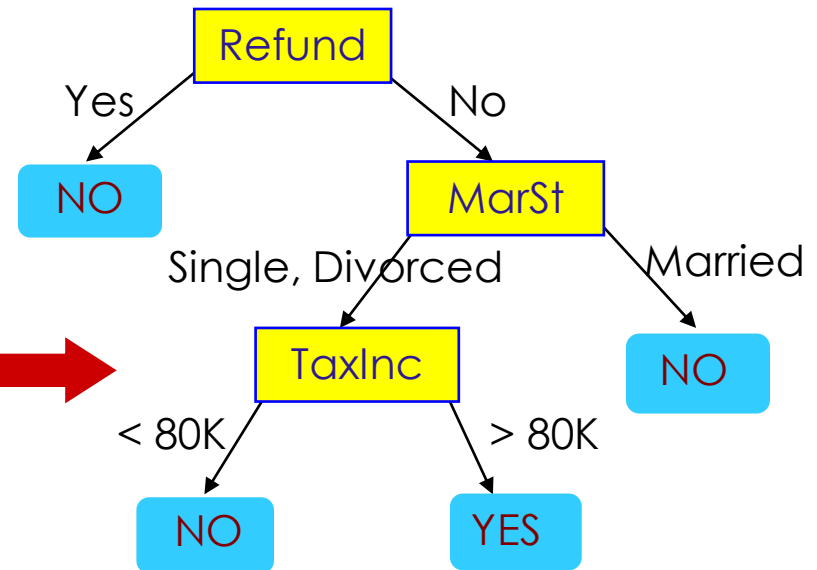 Refund
Yes
No
NO
MarSt
Single, Divorced
Married
TaxInc
NO
< 80K
> 80K
NO
YES